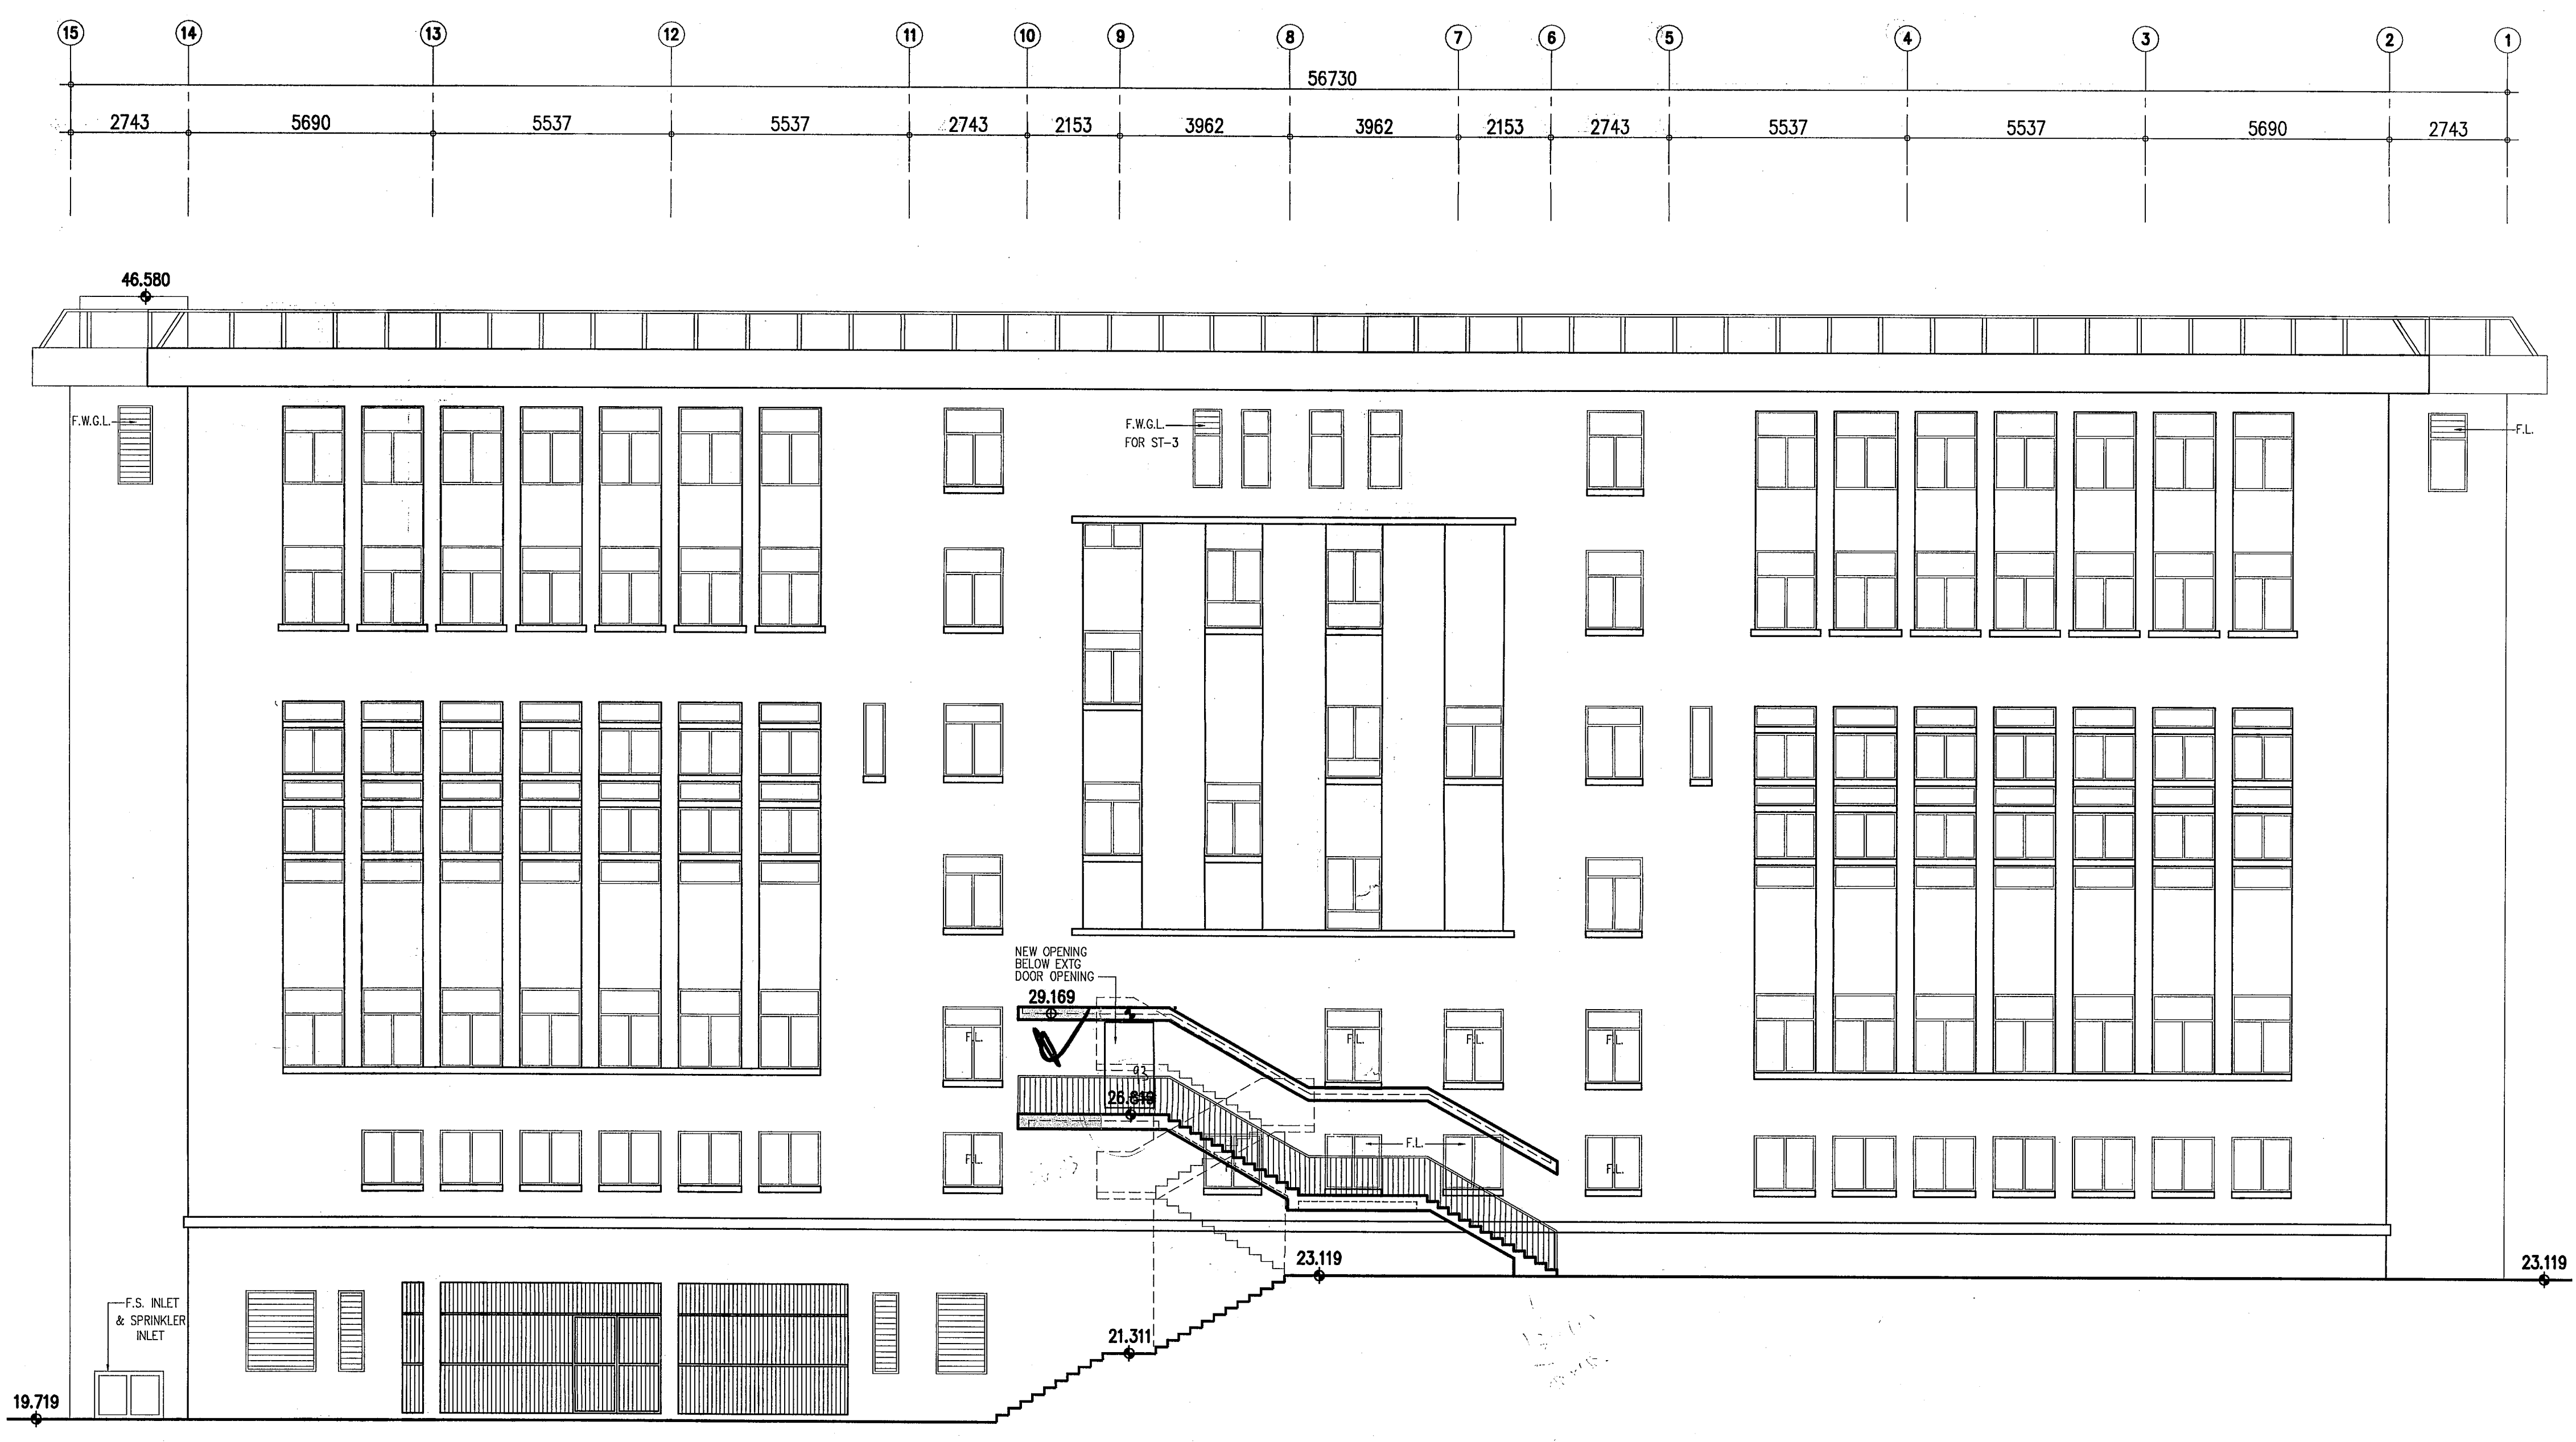 15 14 13 12 11 10 9 8 7 6 5 4 3 2 1
56730
2743 5690 5537 5537 2743 2153 3962 3962 2153 2743 5537 5537 5690 2743
46.580
F.W.G.L.
F.W.G.L.
FOR ST-3
F.L.
NEW OPENING
BELOW EXTG
DOOR OPENING
29.169
F.L. F.L. F.L. F.L.
93
F.L. F.L. F.L.
23.119
23.119
F.S. INLET
& SPRINKLER
INLET
21.311
19.719